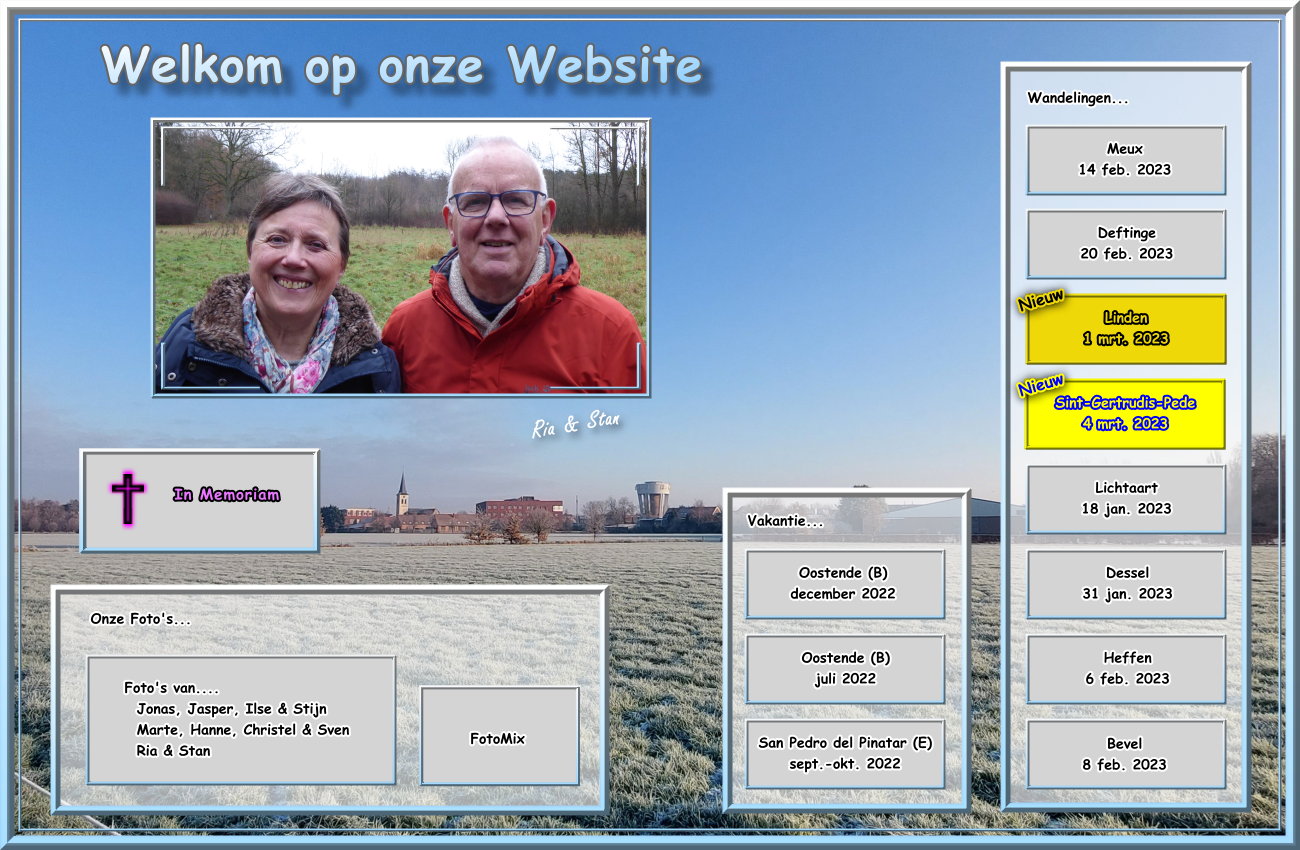 Welkom op onze Website
Ria & Stan
In Memoriam
Onze Foto's...
Foto's van....
Jonas, Jasper, Ilse & Stijn
Marte, Hanne, Christel & Sven
Ria & Stan
FotoMix
Vakantie...
Oostende (B)
december 2022
Oostende (B)
juli 2022
San Pedro del Pinatar (E)
sept.-okt. 2022
Wandelingen...
Meux
14 feb. 2023
Deftinge
20 feb. 2023
Nieuw
Linden
1 mrt. 2023
Nieuw
Sint-Gertrudis-Pede
4 mrt. 2023
Lichtaart
18 jan. 2023
Dessel
31 jan. 2023
Heffen
6 feb. 2023
Bevel
8 feb. 2023